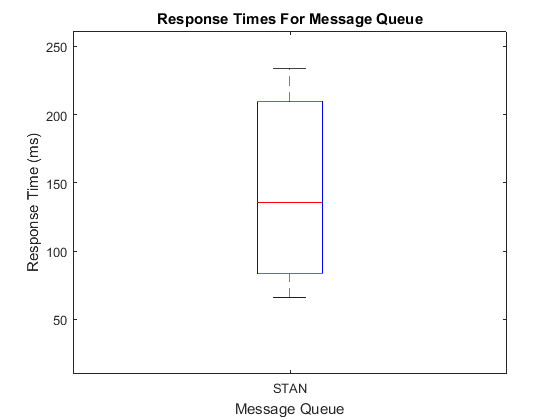 Response Times For Message Queue
250
200
150
100
50
Response Time (ms)
STAN
Message Queue